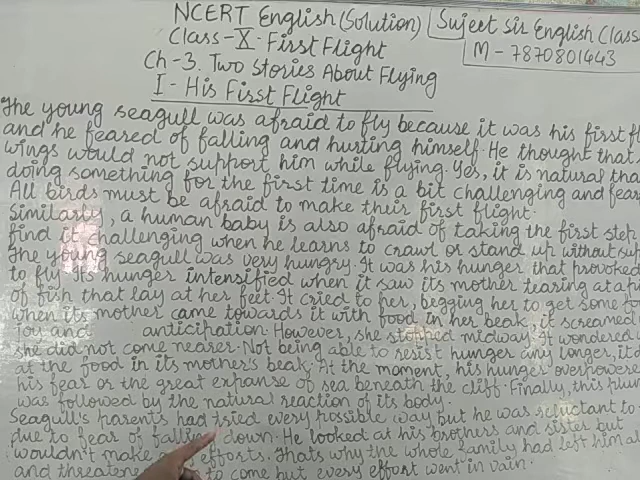 NCERT English (Solution)
Sujeet Sir English Class
Class-X. First Flight
M- 7870801443
Ch-3. Two Stories About Flying
I- His First Flight
The young seagull was afraid to fly because it was his first fl
and he feared of falling and hurting himself. He thought that
wings would not support him while flying. Yes, it is natural tha
doing something for the first time is a bit challenging and fear
All birds must be afraid to make their first flight.
Similarly, a human baby is also afraid of taking the first step
find it challenging when he learns to crawl or stand up without sup
The young seagull was very hungry. It was his hunger that provoked
to fly. Its hunger intensified when it saw its mother tearing at a pi
of fish that lay at her feet. It cried to her, begging her to get some fo
when its mother came towards it with food in her beak, it screamed
joy and anticipation. However, she stopped midway. It wondered
she did not come nearer. Not being able to resist hunger any longer, it d
at the food in its mother's beak. At the moment, his hunger overpowere
his fear or the great expanse of sea beneath the cliff. Finally, this plun
was followed by the natural reaction of its body.
Seagull's parents had tried every possible way but he was reluctant to
due to fear of falling down. He looked at his brothers and sister but
wouldn't make efforts. Thats why the whole family had left him al
and threatene to come but every effort went in vain.